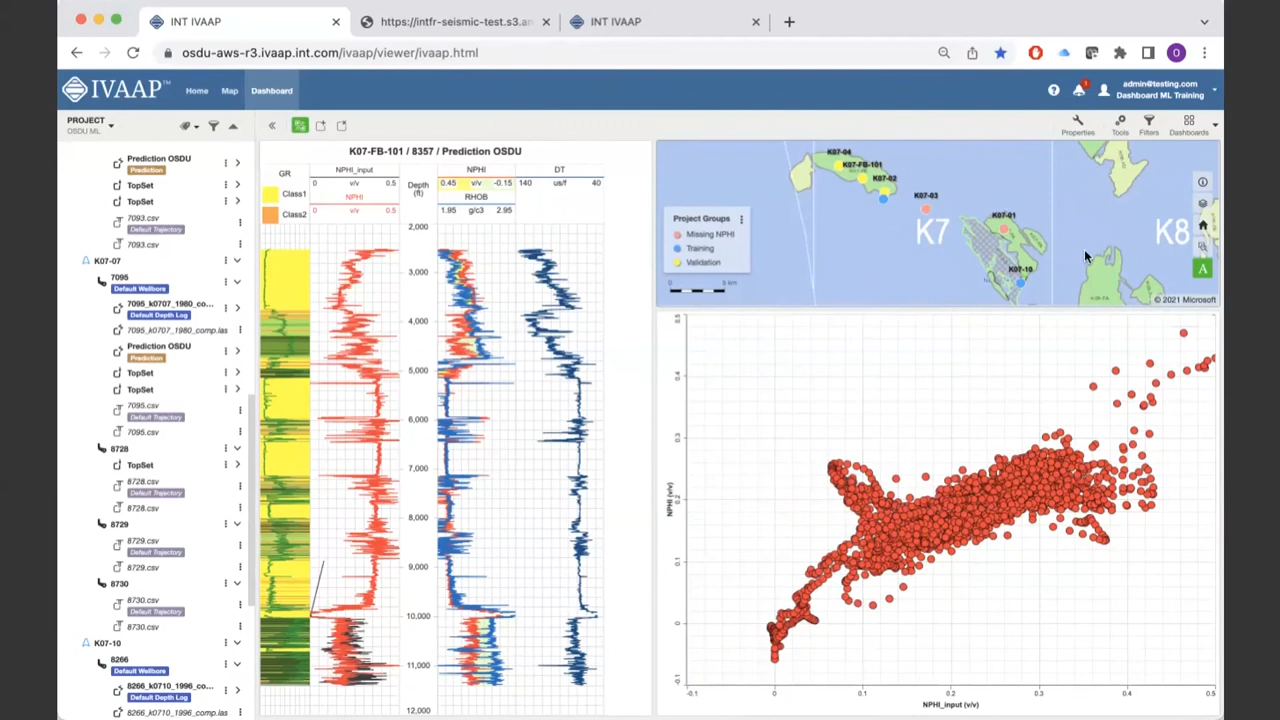 INT IVAAP
https://intfr-seismic-test.s3.an
INT IVAAP
osdu-aws-r3.ivaap.int.com/ivaap/viewer/ivaap.html
O
IVAAP™
Home
Map
Dashboard
1
admin@testing.com
Dashboard ML Training
PROJECT
OSDU ML
Properties
Tools
Filters
Dashboards
Prediction OSDU
Prediction
TopSet
TopSet
7093.csv
Default Trajectory
7093.csv
K07-07
7095
Default Wellbore
7095_k0707_1980_co...
Default Depth Log
7095_k0707_1980_comp.las
Prediction OSDU
Prediction
TopSet
TopSet
7095.csv
Default Trajectory
7095.csv
8728
TopSet
8728.csv
Default Trajectory
8728.csv
8729
8729.csv
Default Trajectory
8729.csv
8730
8730.csv
Default Trajectory
8730.csv
K07-10
8266
Default Wellbore
8266_k0710_1996_co...
Default Depth Log
8266_k0710_1996_comp.las
K07-FB-101 / 8357 / Prediction OSDU
GR
Class1
Class2
NPHI_input
0 v/v 0.5
NPHI
0 v/v 0.5
Depth
(ft)
NPHI
0.45 v/v -0.15
RHOB
1.95 g/c3 2.95
DT
140 us/f 40
2,000
3,000
4,000
5,000
6,000
7,000
8,000
9,000
10,000
11,000
12,000
K07-04
K07-FB-101
K07-02
K07-03
K07-01
K07-10
K7
K8
Project Groups
Missing NPHI
Training
Validation
0 5 km
A
© 2021 Microsoft
NPHI (v/v)
0.5
0.4
0.3
0.2
0.1
0
-0.1
-0.1 0 0.1 0.2 0.3 0.4 0.5
NPHI_input (v/v)